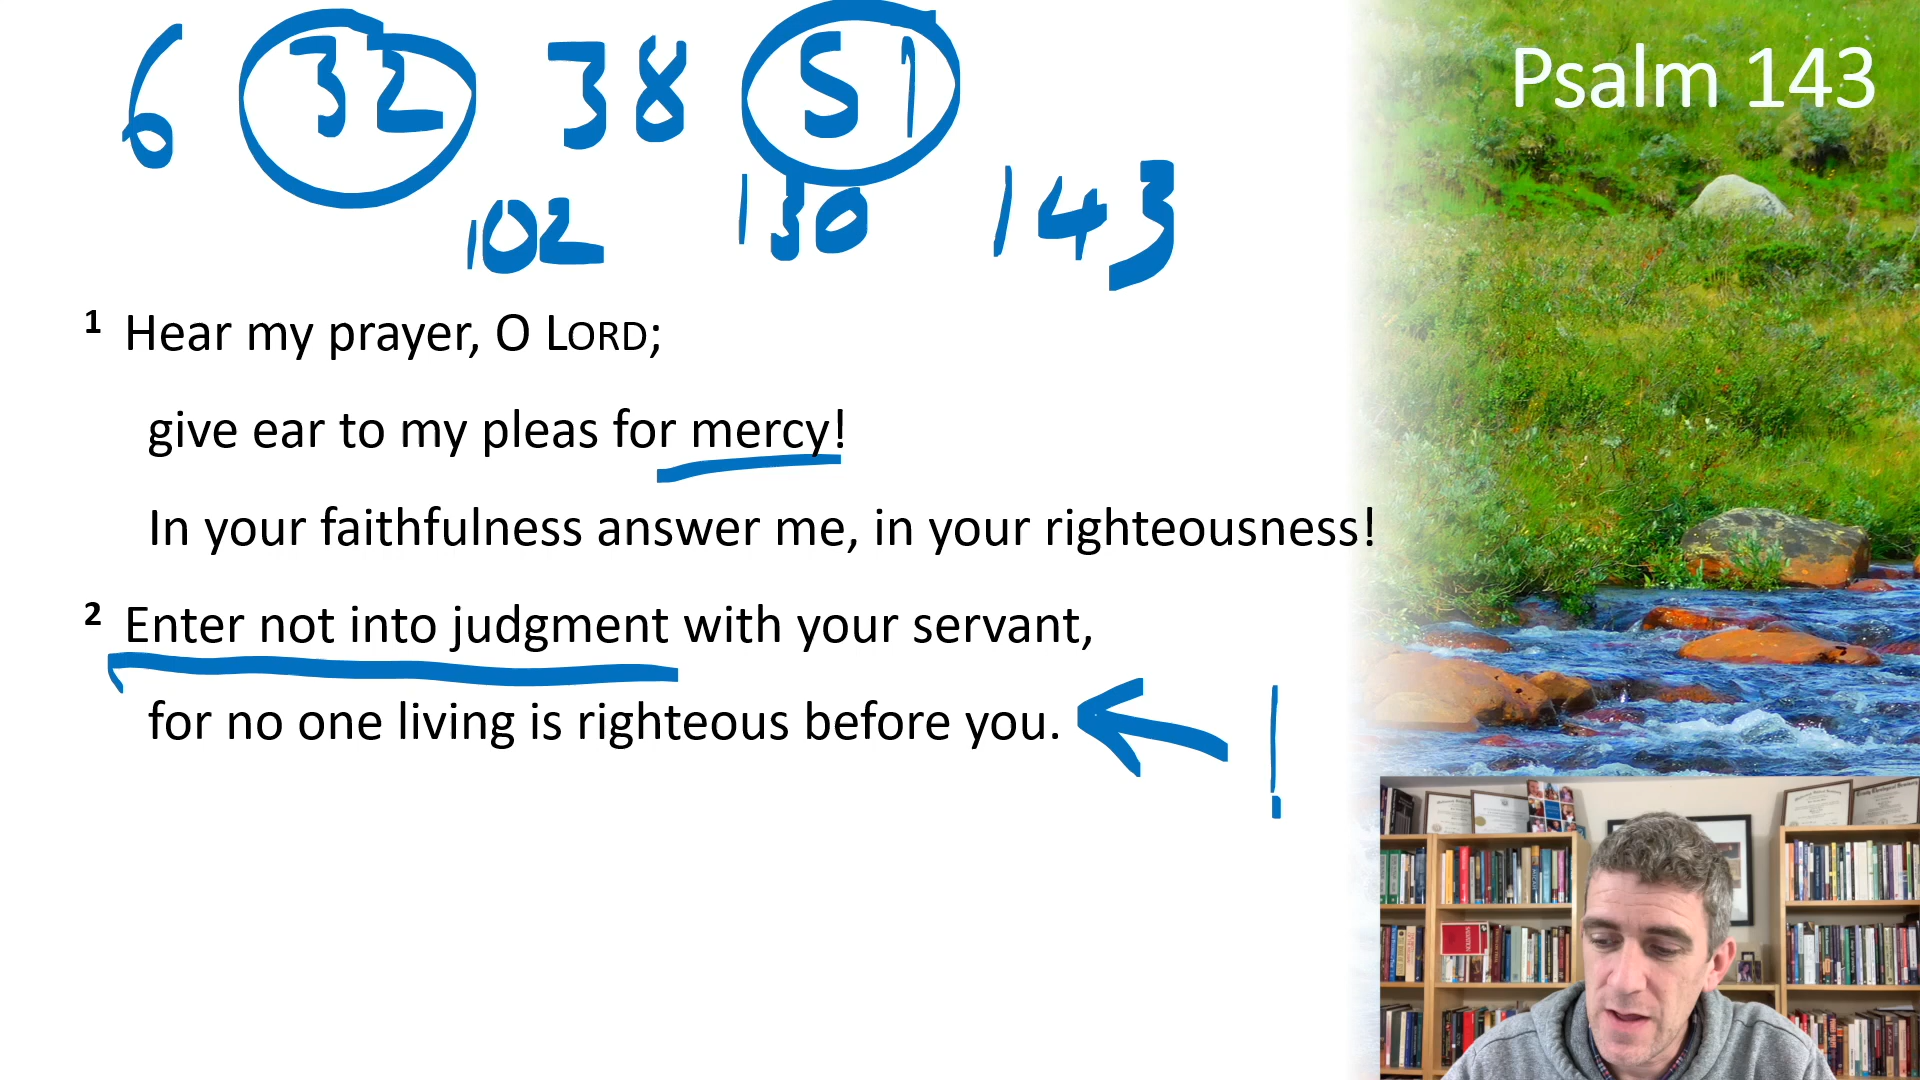 6 32 38 51
Psalm 143
102 130 143
1 Hear my prayer, O LORD;
give ear to my pleas for mercy!
In your faithfulness answer me, in your righteousness!
2 Enter not into judgment with your servant,
for no one living is righteous before you.
!